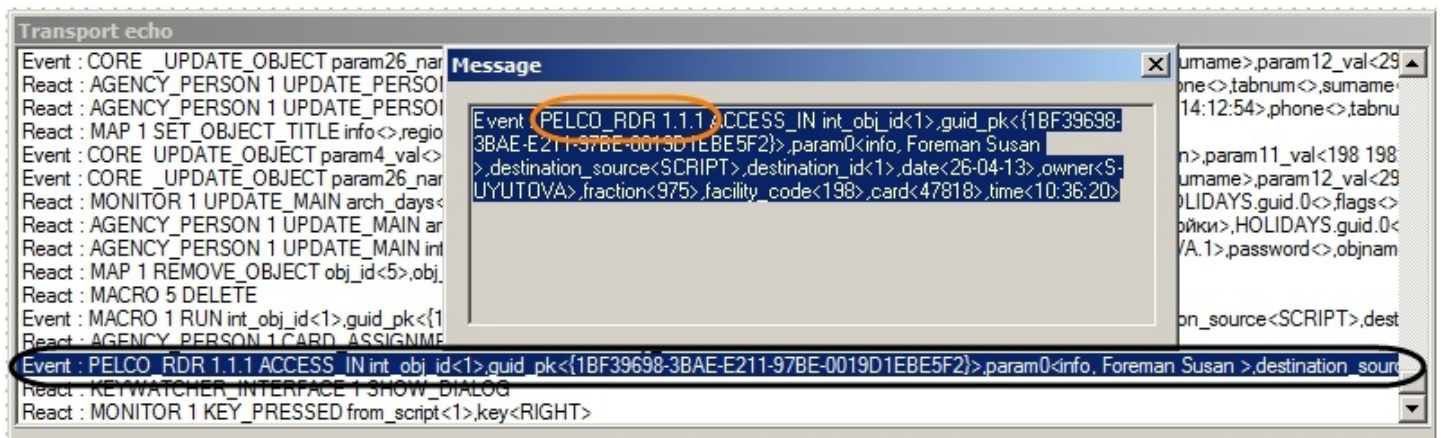 Transport echo
Event : CORE _UPDATE_OBJECT param26_nar
React : AGENCY_PERSON 1 UPDATE_PERSOI
React : AGENCY_PERSON 1 UPDATE_PERSOI
React : MAP 1 SET_OBJECT_TITLE info<>,regio
Event : CORE UPDATE_OBJECT param4_val<>
Event : CORE _UPDATE_OBJECT param26_nar
React : MONITOR 1 UPDATE_MAIN arch_days<
React : AGENCY_PERSON 1 UPDATE_MAIN ar
React : AGENCY_PERSON 1 UPDATE_MAIN inf
React : MAP 1 REMOVE_OBJECT obj_id<5>,obj_
React : MACRO 5 DELETE
Event : MACRO 1 RUN int_obj_id<1>,guid_pk<{1
React : AGENCY_PERSON 1 CARD_ASSIGNME
Message
Event : PELCO_RDR 1.1.1 ACCESS_IN int_obj_id<1>,guid_pk<{1BF39698-
3BAE-E211-97BE-0019D1EBE5F2}>,param0<info, Foreman Susan
>,destination_source<SCRIPT>,destination_id<1>,date<26-04-13>,owner<S-
UYUTOVA>,fraction<975>,facility_code<198>,card<47818>,time<10:36:20>
urname>,param12_val<29
one<>,tabnum<>,surname<
14:12:54>,phone<>,tabnu
n>,param11_val<198 198
urname>,param12_val<29
OLIDAYS.guid.0<>,flags<>
ойки>,HOLIDAYS.guid.0<
VA.1>,password<>,objnam
on_source<SCRIPT>,dest
Event : PELCO_RDR 1.1.1 ACCESS_IN int_obj_id<1>,guid_pk<{1BF39698-3BAE-E211-97BE-0019D1EBE5F2}>,param0<info, Foreman Susan >,destination_sourc
React : KEYWATCHER_INTERFACE 1 SHOW_DIALOG
React : MONITOR 1 KEY_PRESSED from_script<1>,key<RIGHT>